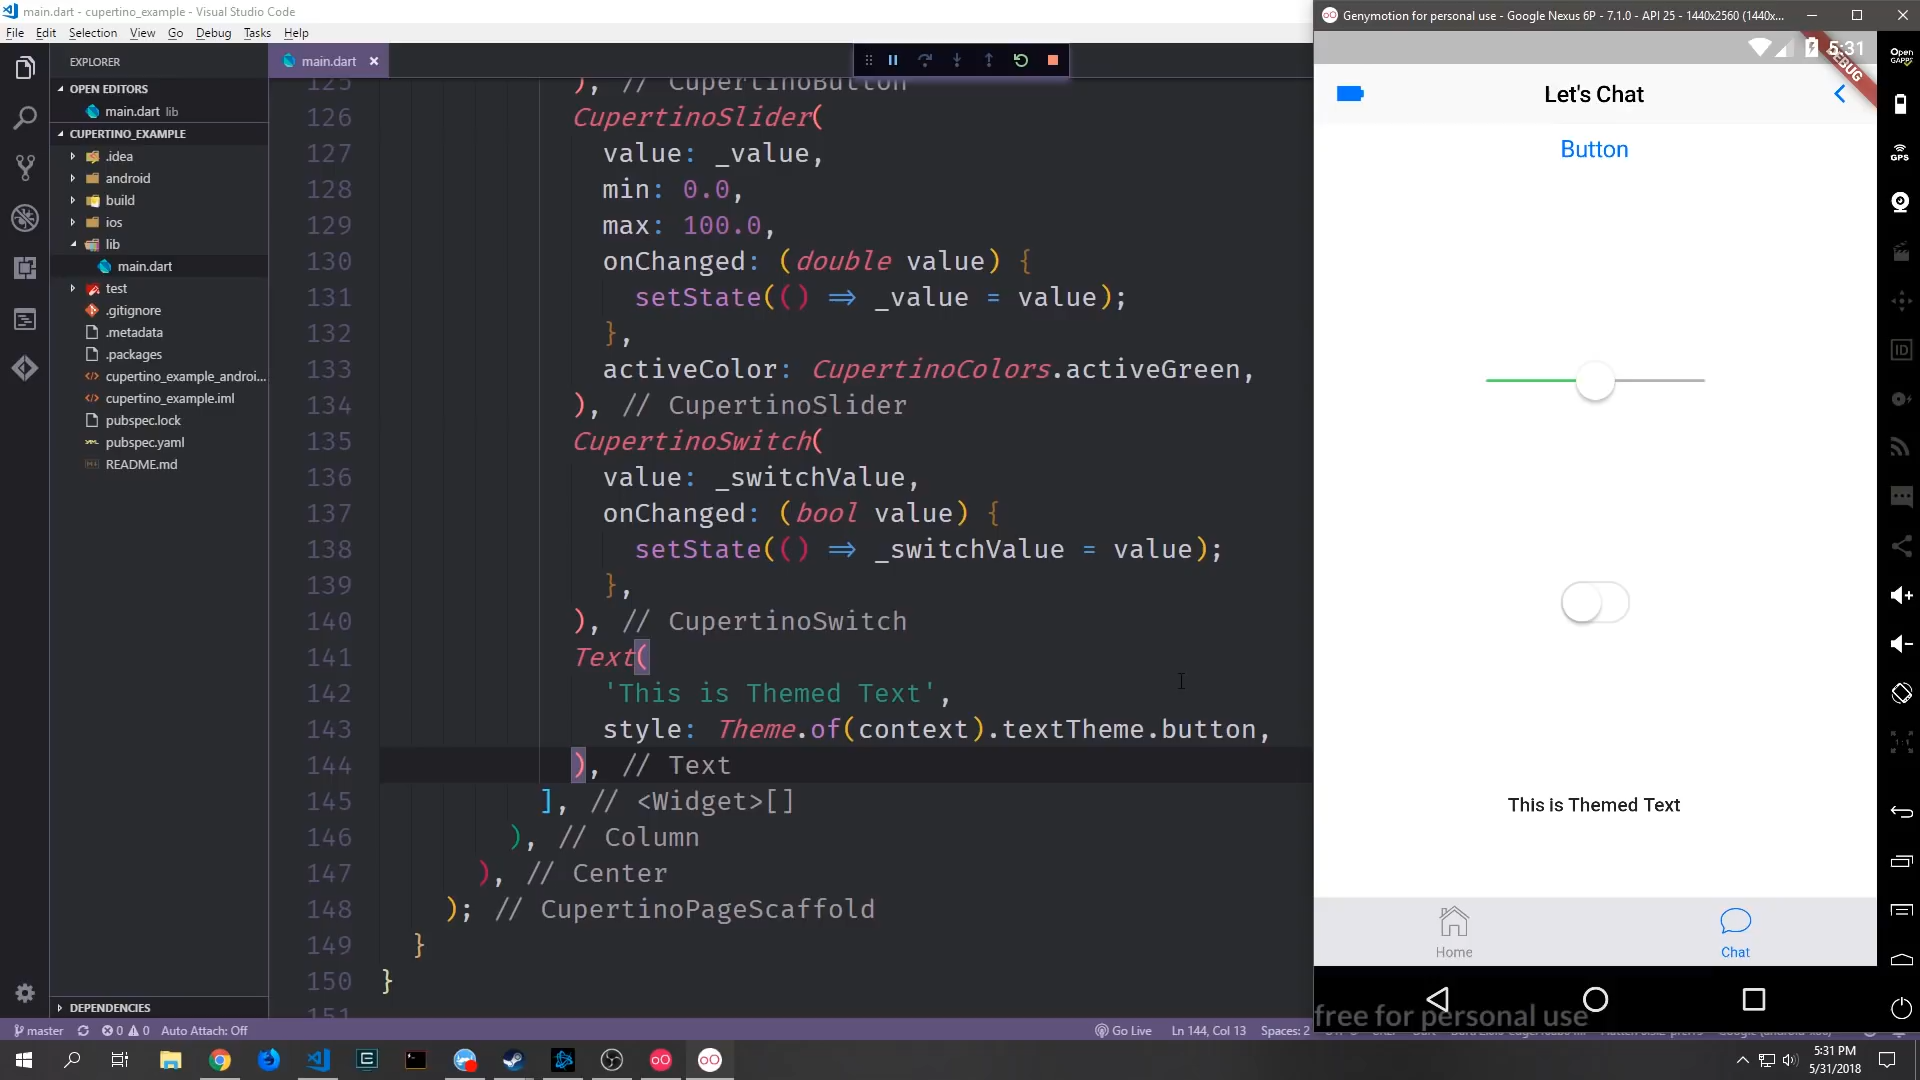 main.dart - cupertino_example - Visual Studio Code
File Edit Selection View Go Debug Tasks Help
EXPLORER
OPEN EDITORS
main.dart lib
CUPERTINO_EXAMPLE
.idea
android
build
ios
lib
main.dart
test
.gitignore
.metadata
.packages
cupertino_example_androi...
cupertino_example.iml
pubspec.lock
pubspec.yaml
README.md
DEPENDENCIES
main.dart
125 ), // CupertinoButton
126 CupertinoSlider(
127 value: _value,
128 min: 0.0,
129 max: 100.0,
130 onChanged: (double value) {
131 setState(() => _value = value);
132 },
133 activeColor: CupertinoColors.activeGreen,
134 ), // CupertinoSlider
135 CupertinoSwitch(
136 value: _switchValue,
137 onChanged: (bool value) {
138 setState(() => _switchValue = value);
139 },
140 ), // CupertinoSwitch
141 Text(
142 'This is Themed Text',
143 style: Theme.of(context).textTheme.button,
144 ), // Text
145 ], // <Widget>[]
146 ), // Column
147 ), // Center
148 ); // CupertinoPageScaffold
149 }
150 }
151
Genymotion for personal use - Google Nexus 6P - 7.1.0 - API 25 - 1440x2560 (1440x...
5:31
DEBUG
Let's Chat
Button
This is Themed Text
Home
Chat
free for personal use
Open
GAPPS
GPS
ID
master 0 0 Auto Attach: Off
Go Live Ln 144, Col 13 Spaces: 2
5:31 PM
5/31/2018